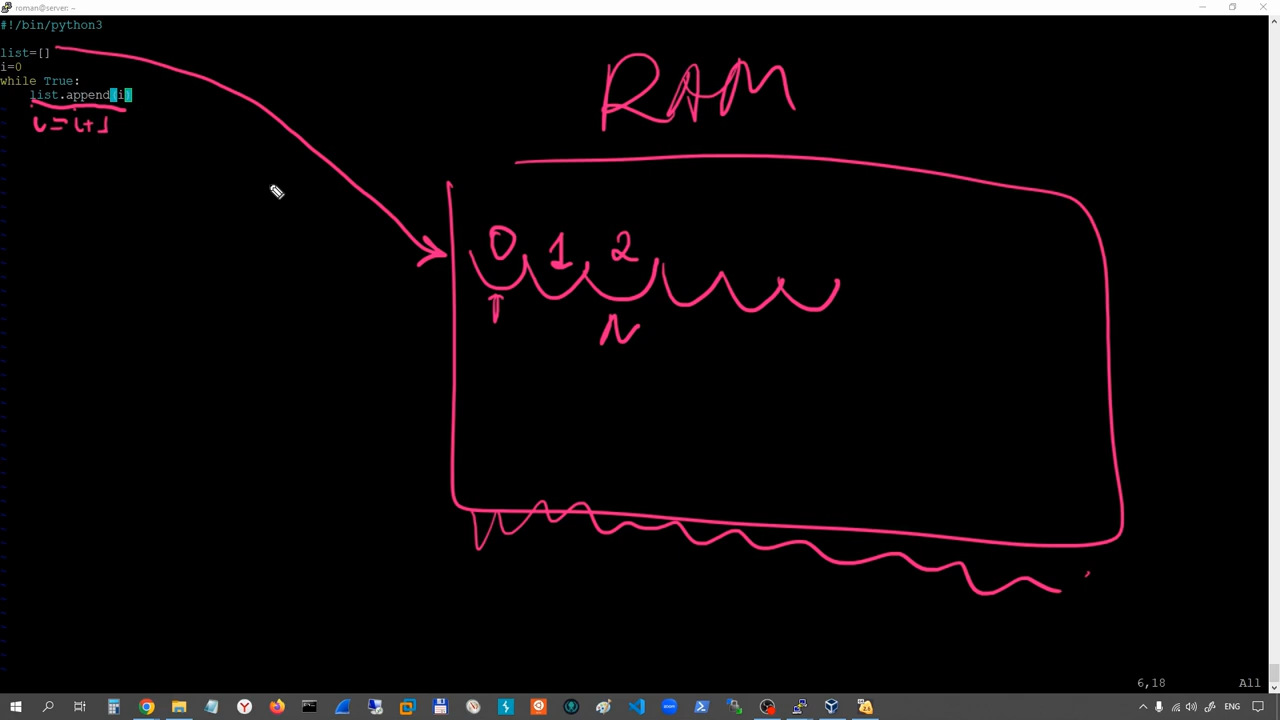 roman@server: ~
#!/bin/python3
list=[]
i=0
while True:
list.append(i)
i=i+1
RAM
0 1 2
N
6,18 All
ENG